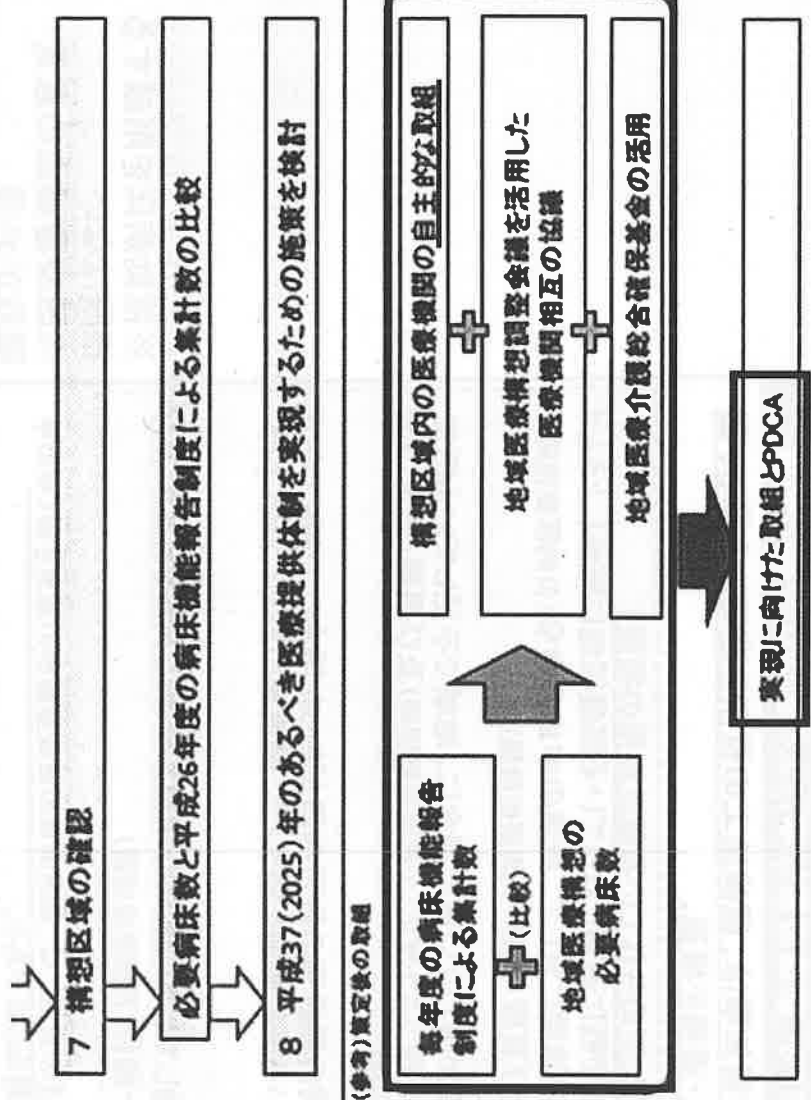 7 構想区域の確認
必要病床数と平成26年度の病床機能報告制度による集計数の比較
8 平成37(2025)年のあるべき医療提供体制を実現するための施策を検討
(参考)策定後の取組
毎年度の病床機能報告
制度による集計数
(比較)
地域医療構想の
必要病床数
構想区域内の医療機関の自主的な取組
地域医療構想調整会議を活用した
医療機関相互の協議
地域医療介護総合確保基金の活用
実現に向けた取組とPDCA